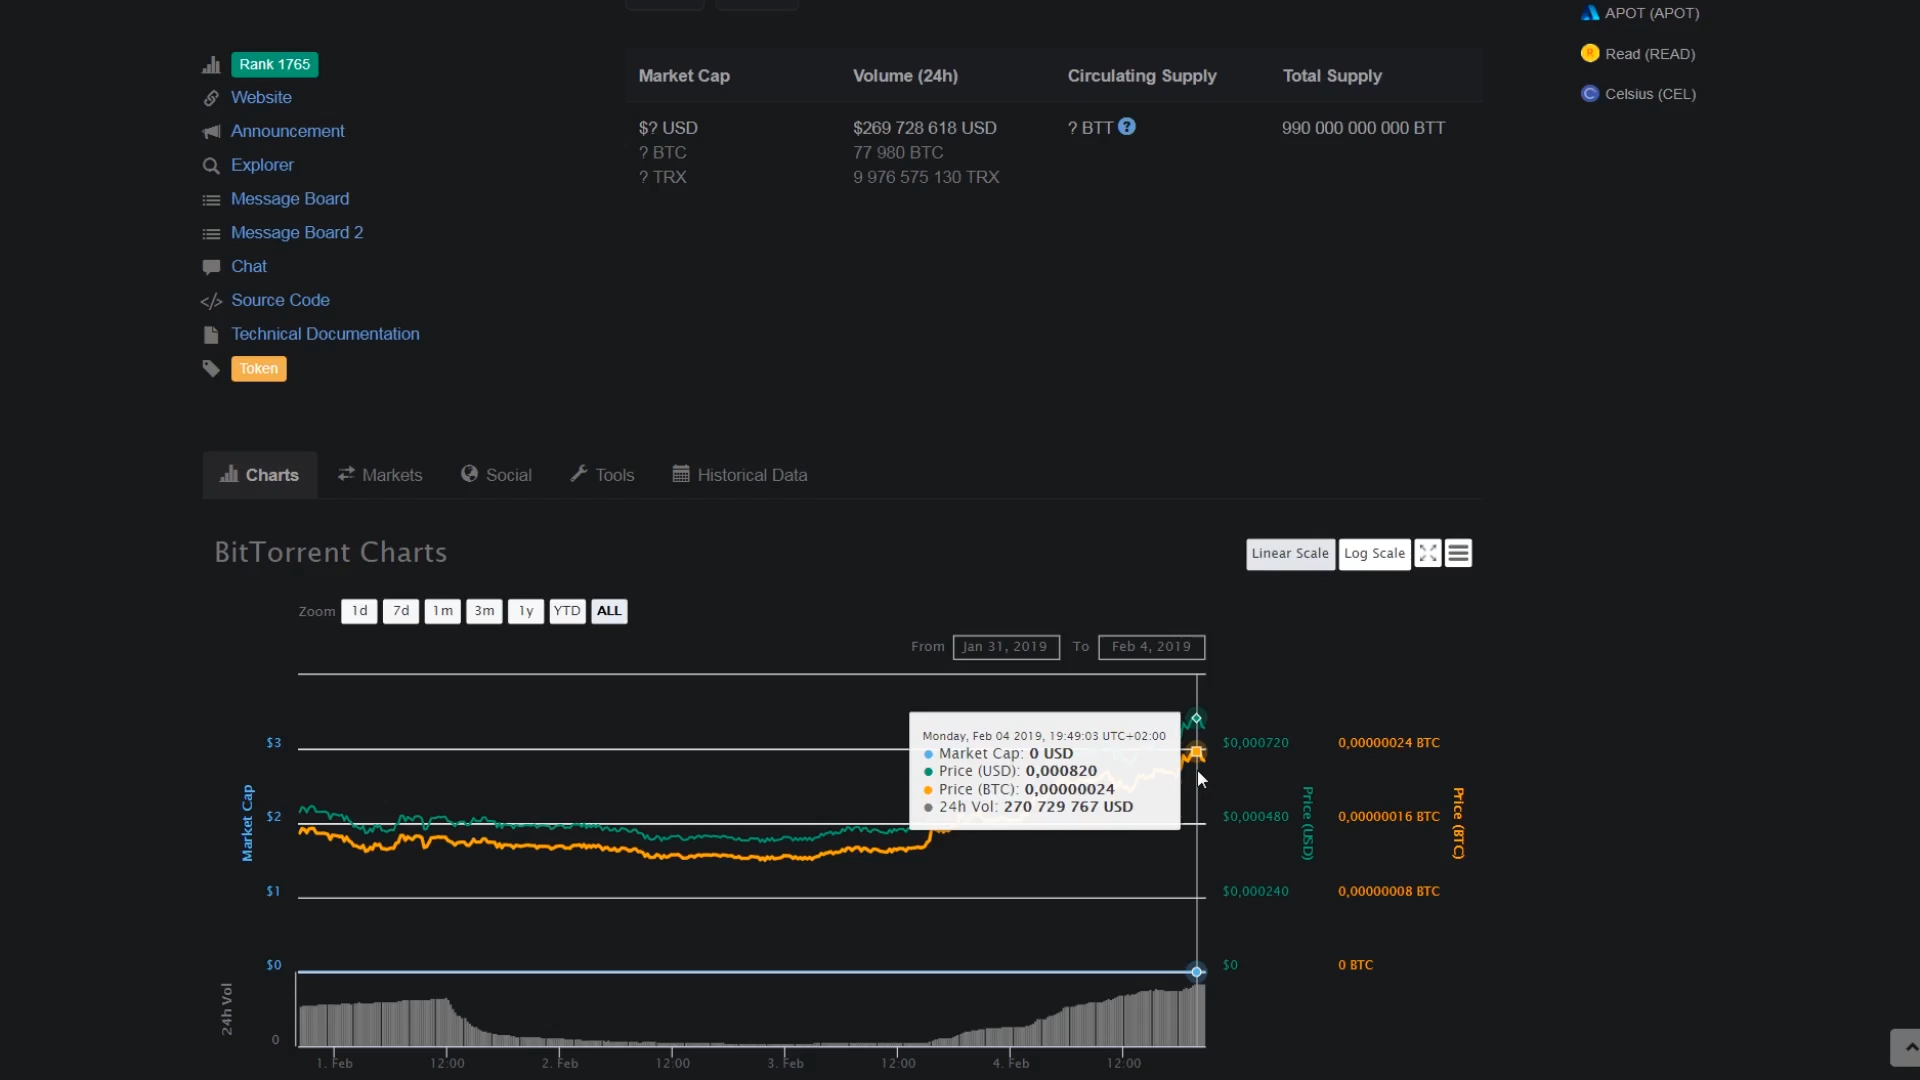 APOT (APOT)
Read (READ)
Celsius (CEL)
Rank 1765
Website
Announcement
Explorer
Message Board
Message Board 2
Chat
Source Code
Technical Documentation
Token
Market Cap Volume (24h) Circulating Supply Total Supply
$? USD $269 728 618 USD ? BTT ? 990 000 000 000 BTT
? BTC 77 980 BTC
? TRX 9 976 575 130 TRX
Charts Markets Social Tools Historical Data
BitTorrent Charts
Linear Scale Log Scale
Zoom 1d 7d 1m 3m 1y YTD ALL
From Jan 31, 2019 To Feb 4, 2019
Monday, Feb 04 2019, 19:49:03 UTC+02:00
Market Cap: 0 USD
Price (USD): 0,000820
Price (BTC): 0,00000024
24h Vol: 270 729 767 USD
$3 $0,000720 0,00000024 BTC
$2 $0,000480 0,00000016 BTC
$1 $0,000240 0,00000008 BTC
$0 $0 0 BTC
Market Cap
Price (USD)
Price (BTC)
24h Vol
0
1. Feb 12:00 2. Feb 12:00 3. Feb 12:00 4. Feb 12:00